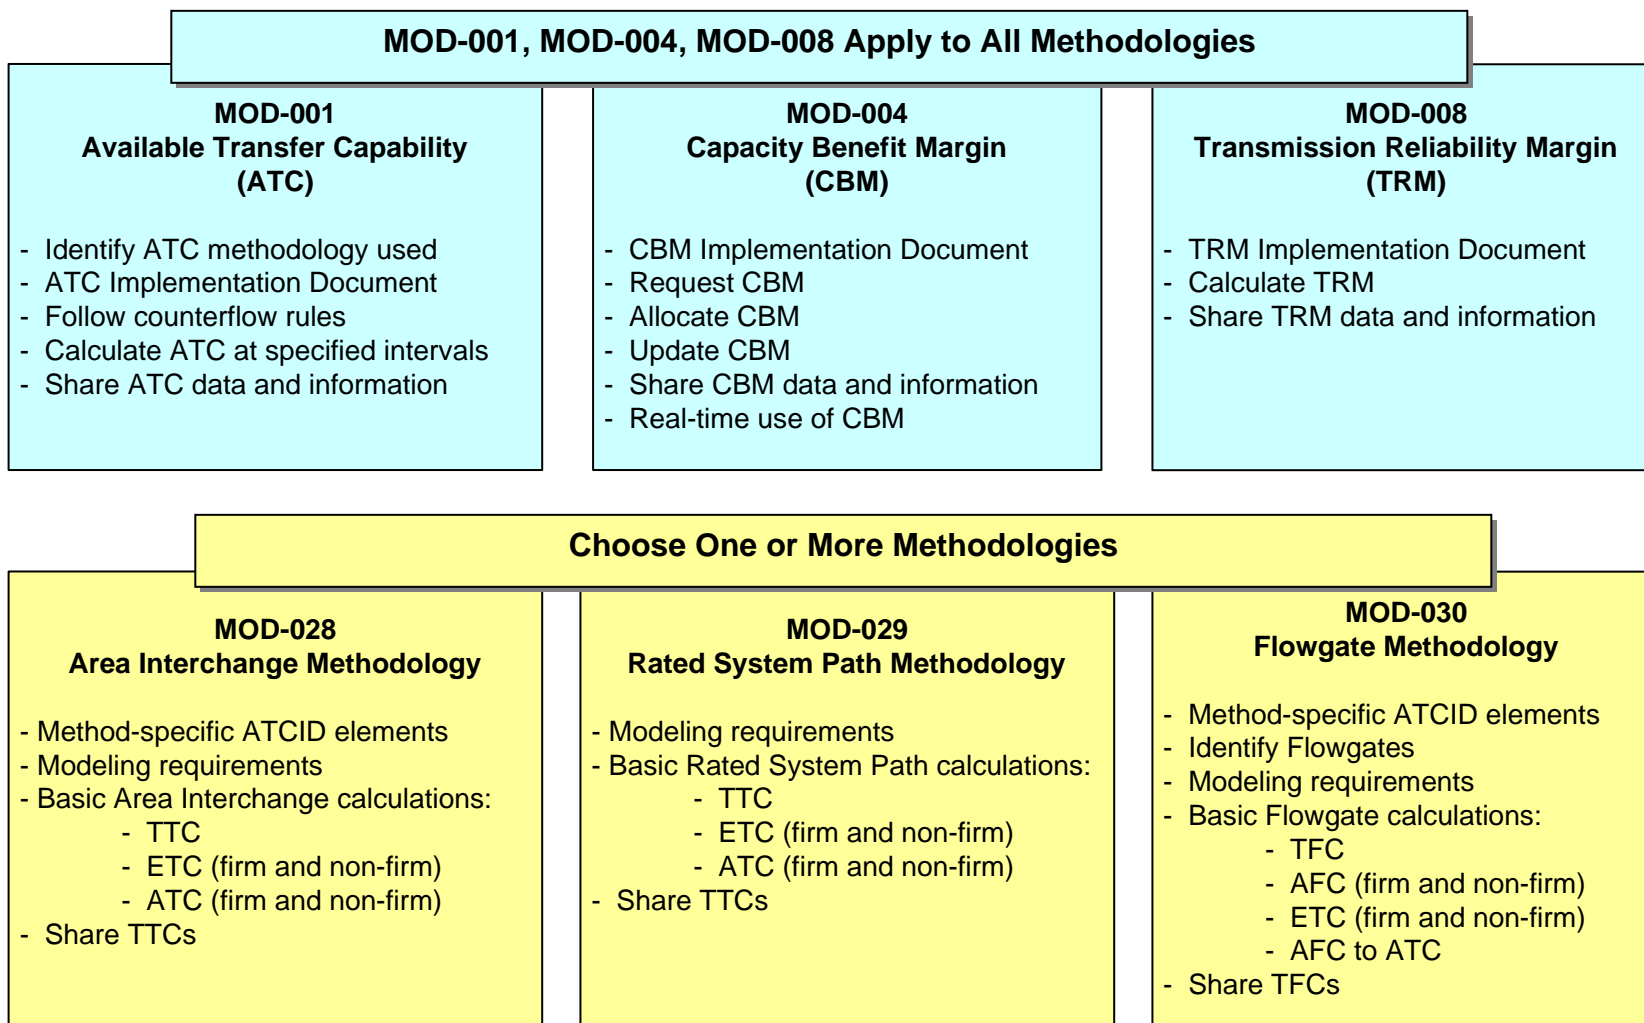 MOD-001, MOD-004, MOD-008 Apply to All Methodologies
MOD-001
Available Transfer Capability
(ATC)
- Identify ATC methodology used
- ATC Implementation Document
- Follow counterflow rules
- Calculate ATC at specified intervals
- Share ATC data and information
MOD-004
Capacity Benefit Margin
(CBM)
- CBM Implementation Document
- Request CBM
- Allocate CBM
- Update CBM
- Share CBM data and information
- Real-time use of CBM
MOD-008
Transmission Reliability Margin
(TRM)
- TRM Implementation Document
- Calculate TRM
- Share TRM data and information
Choose One or More Methodologies
MOD-028
Area Interchange Methodology
- Method-specific ATCID elements
- Modeling requirements
- Basic Area Interchange calculations:
- TTC
- ETC (firm and non-firm)
- ATC (firm and non-firm)
- Share TTCs
MOD-029
Rated System Path Methodology
- Modeling requirements
- Basic Rated System Path calculations:
- TTC
- ETC (firm and non-firm)
- ATC (firm and non-firm)
- Share TTCs
MOD-030
Flowgate Methodology
- Method-specific ATCID elements
- Identify Flowgates
- Modeling requirements
- Basic Flowgate calculations:
- TFC
- AFC (firm and non-firm)
- ETC (firm and non-firm)
- AFC to ATC
- Share TFCs